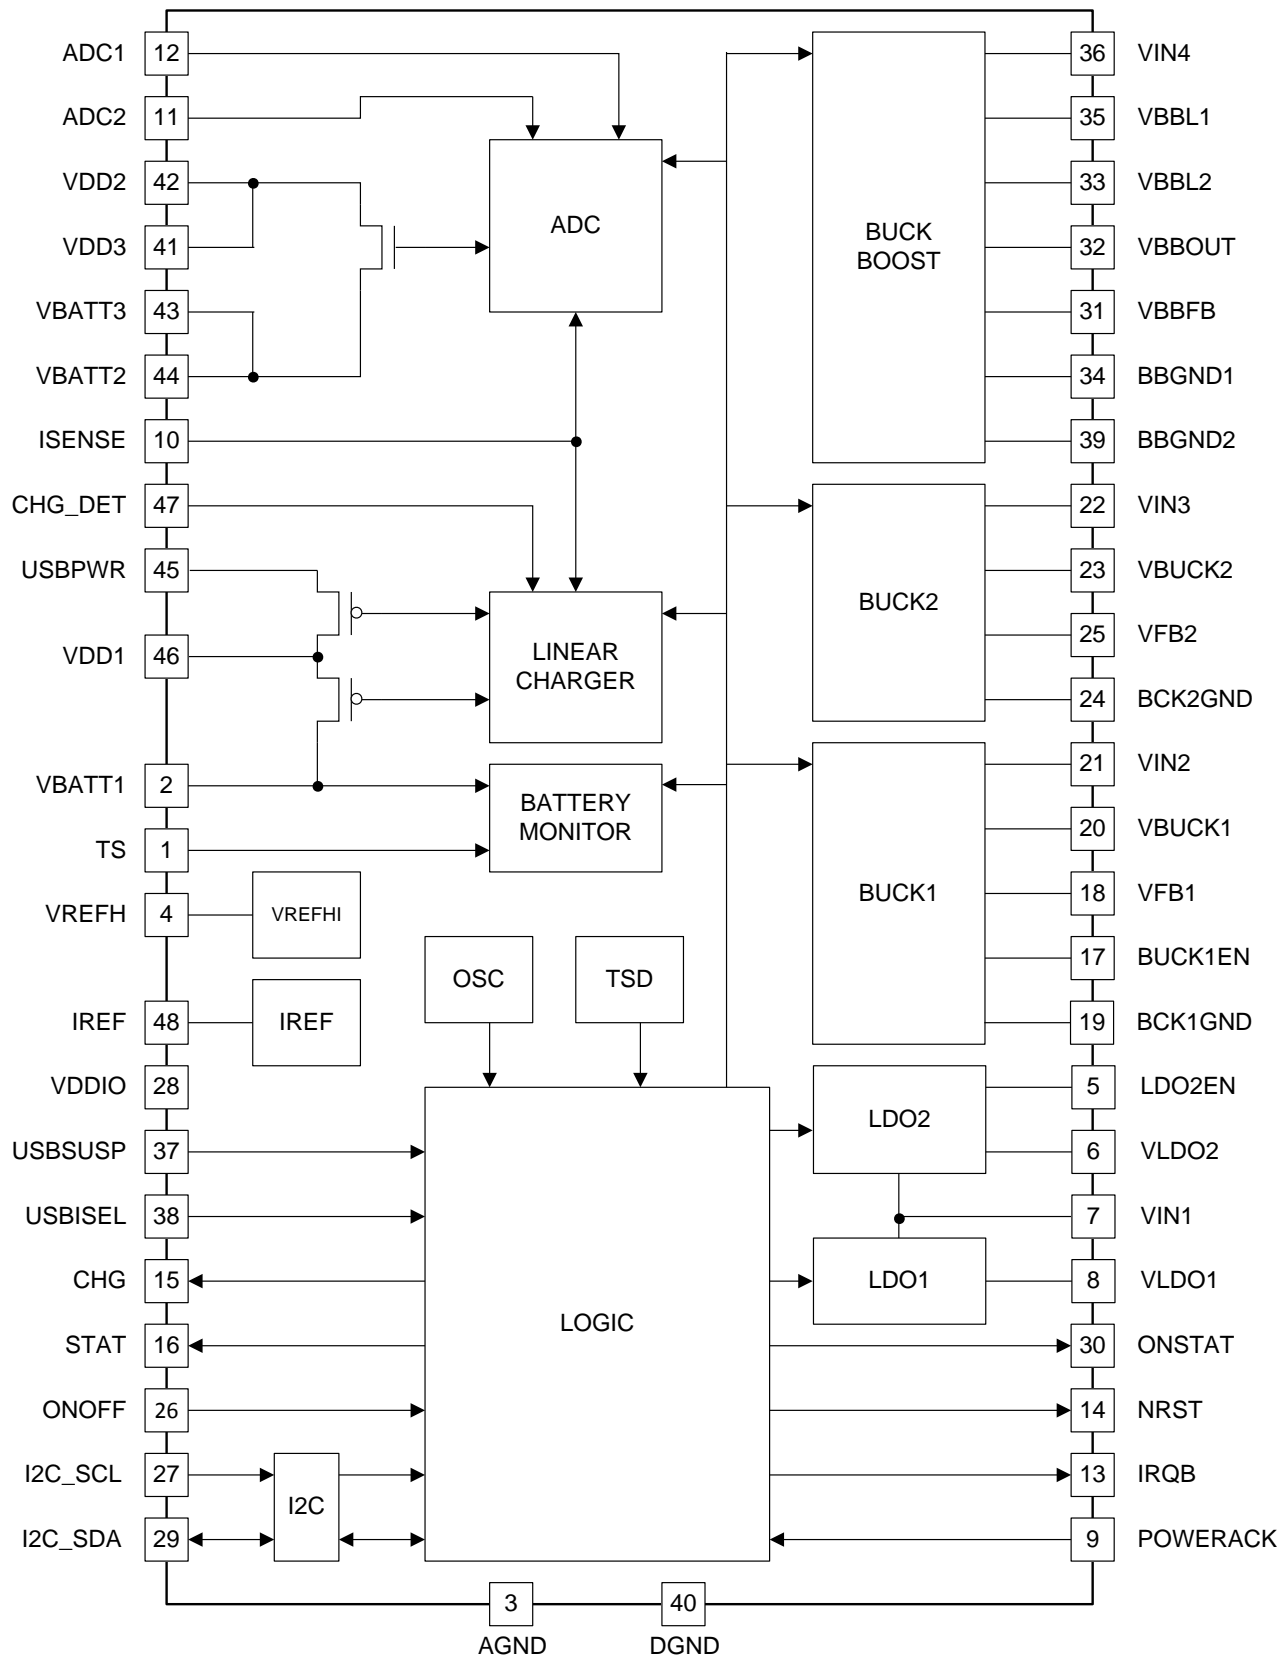 ADC1 12
ADC2 11
VDD2 42
VDD3 41
VBATT3 43
VBATT2 44
ISENSE 10
CHG_DET 47
USBPWR 45
VDD1 46
VBATT1 2
TS 1
VREFH 4
IREF 48
VDDIO 28
USBSUSP 37
USBISEL 38
CHG 15
STAT 16
ONOFF 26
I2C_SCL 27
I2C_SDA 29
ADC
LINEAR
CHARGER
BATTERY
MONITOR
VREFHI
IREF
OSC
TSD
LOGIC
I2C
BUCK
BOOST
BUCK2
BUCK1
LDO2
LDO1
36 VIN4
35 VBBL1
33 VBBL2
32 VBBOUT
31 VBBFB
34 BBGND1
39 BBGND2
22 VIN3
23 VBUCK2
25 VFB2
24 BCK2GND
21 VIN2
20 VBUCK1
18 VFB1
17 BUCK1EN
19 BCK1GND
5 LDO2EN
6 VLDO2
7 VIN1
8 VLDO1
30 ONSTAT
14 NRST
13 IRQB
9 POWERACK
3 40
AGND DGND